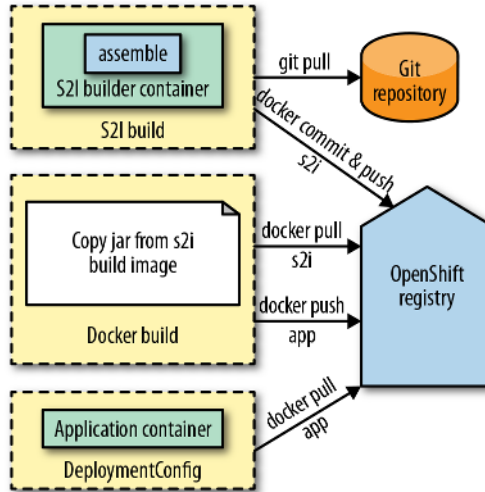 assemble
S2I builder container
S2I build
git pull
Git
repository
docker commit & push
s2i
Copy jar from s2i
build image
Docker build
docker pull
s2i
docker push
app
OpenShift
registry
Application container
DeploymentConfig
docker pull
app